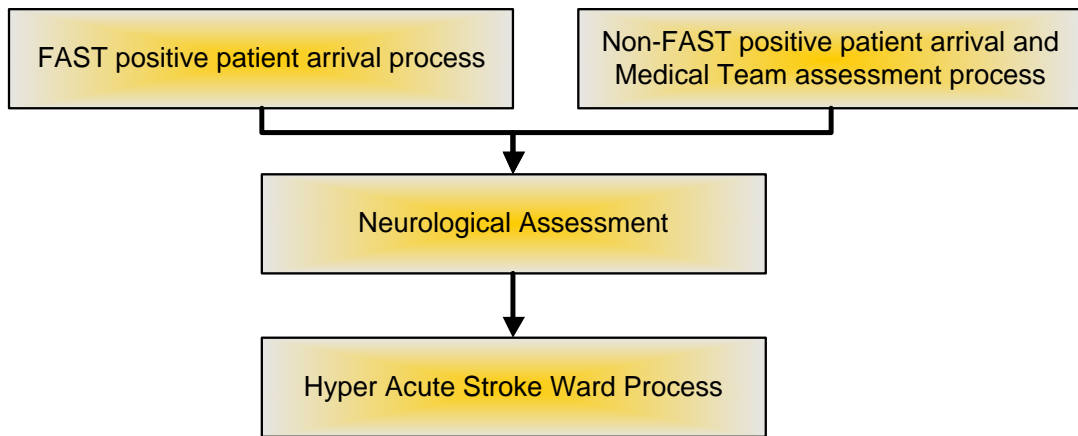 FAST positive patient arrival process
Non-FAST positive patient arrival and
Medical Team assessment process
Neurological Assessment
Hyper Acute Stroke Ward Process